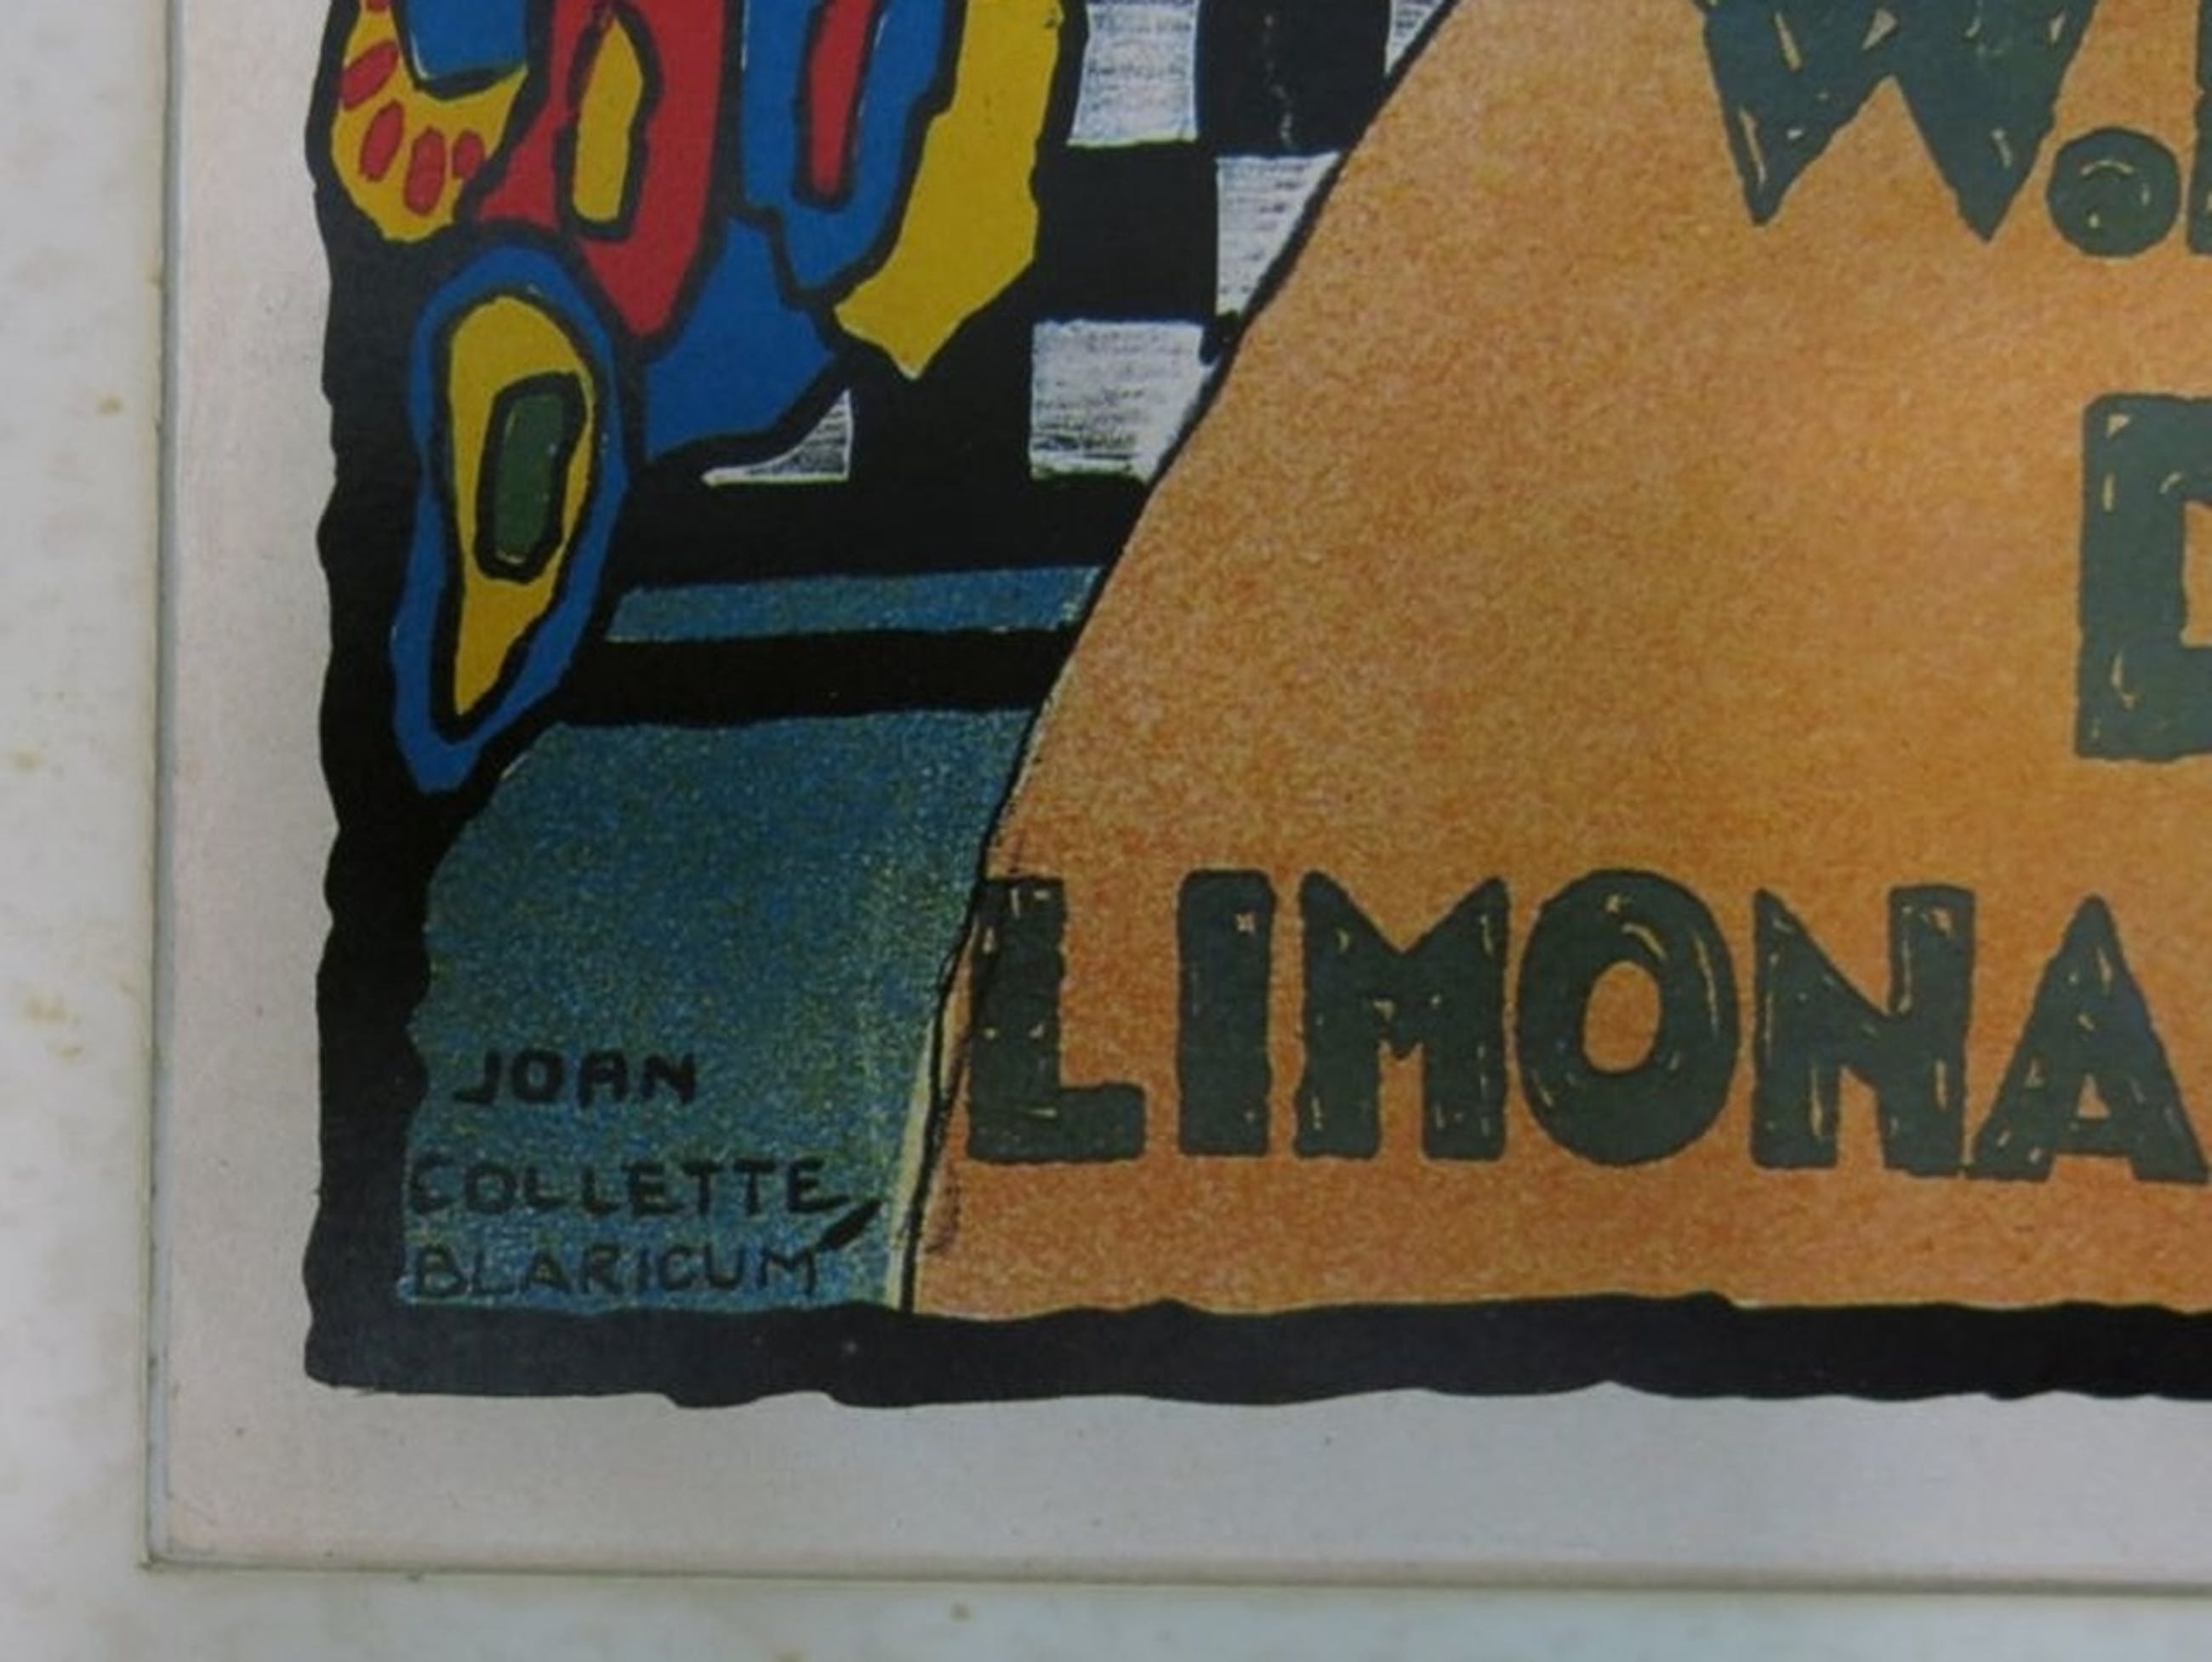 W.
D
LIMONA
JOAN
COLLETTE
BLARICUM